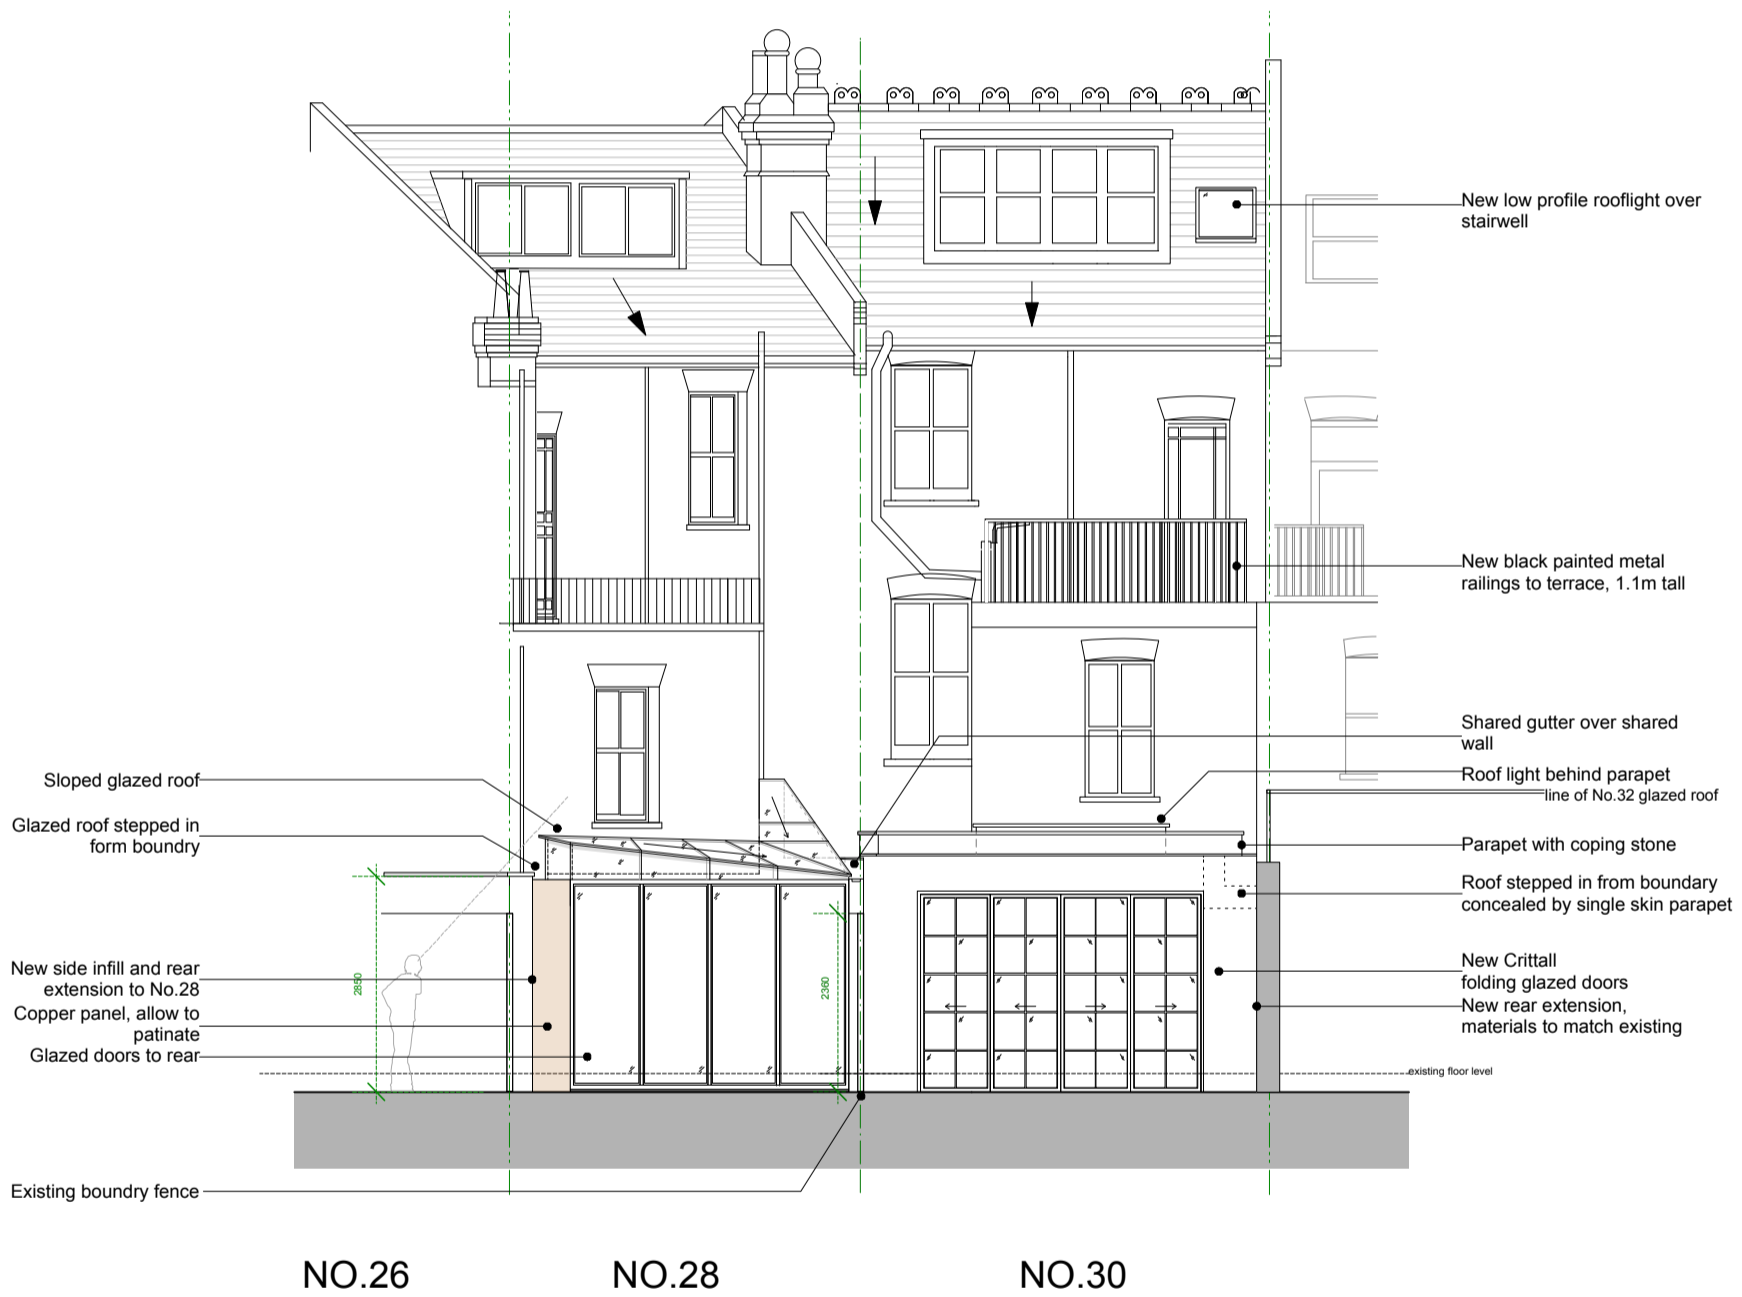 New low profile rooflight over
stairwell
New black painted metal
railings to terrace, 1.1m tall
Shared gutter over shared
wall
Roof light behind parapet
line of No.32 glazed roof
Parapet with coping stone
Roof stepped in from boundary
concealed by single skin parapet
New Crittall
folding glazed doors
New rear extension,
materials to match existing
existing floor level
Sloped glazed roof
Glazed roof stepped in
form boundry
New side infill and rear
extension to No.28
Copper panel, allow to
patinate
Glazed doors to rear
Existing boundry fence
2850
2360
NO.26
NO.28
NO.30